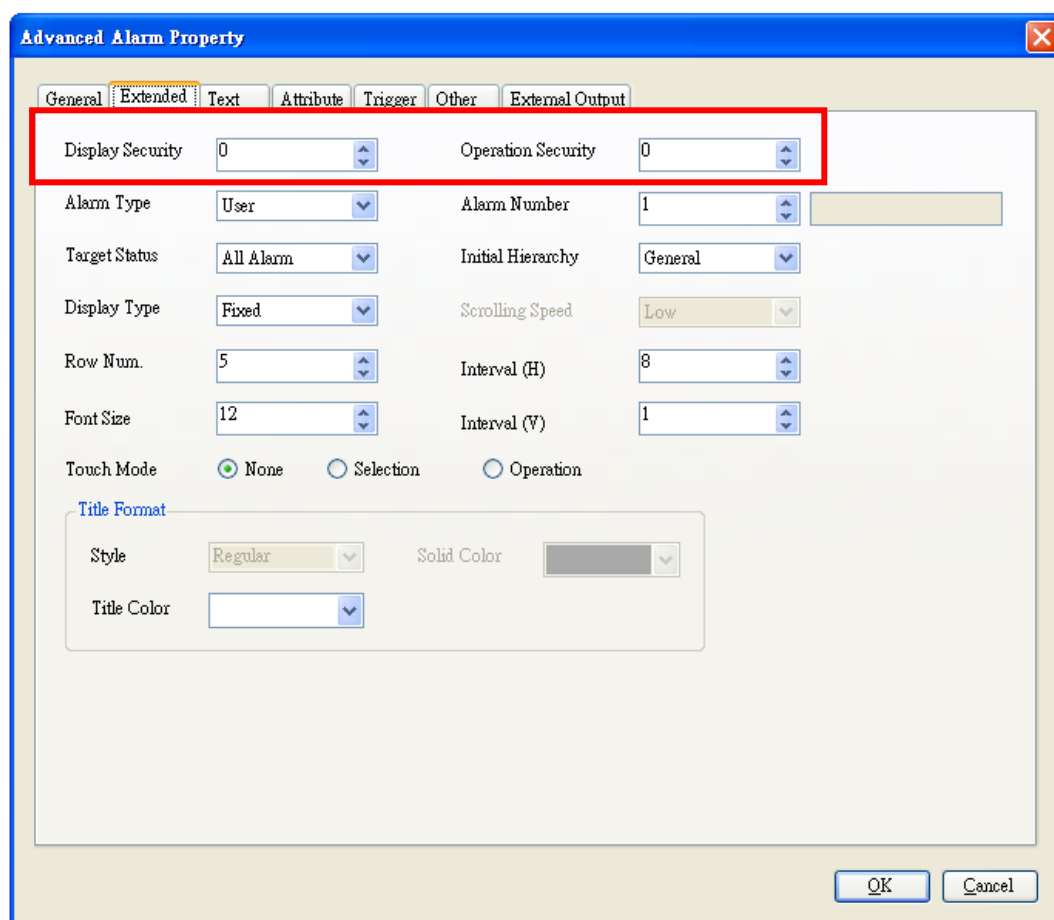 Advanced Alarm Property
General Extended Text Attribute Trigger Other External Output
Display Security 0 Operation Security 0
Alarm Type User Alarm Number 1
Target Status All Alarm Initial Hierarchy General
Display Type Fixed Scrolling Speed Low
Row Num. 5 Interval (H) 8
Font Size 12 Interval (V) 1
Touch Mode None Selection Operation
Title Format
Style Regular Solid Color
Title Color
OK Cancel